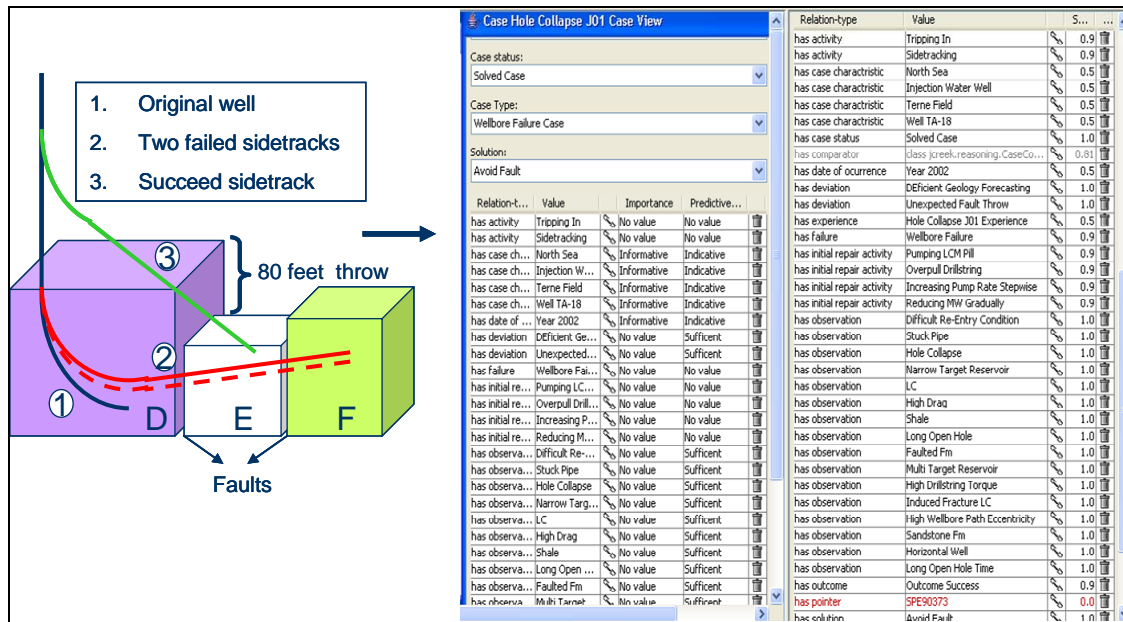 1. Original well
2. Two failed sidetracks
3. Succeed sidetrack
3
80 feet throw
2
1
D
E
F
Faults
Case Hole Collapse J01 Case View
Case status:
Solved Case
Case Type:
Wellbore Failure Case
Solution:
Avoid Fault
Relation-t... Value Importance Predictive...
has activity Tripping In No value No value
has activity Sidetracking No value No value
has case ch... North Sea Informative Indicative
has case ch... Injection W... Informative Indicative
has case ch... Terne Field Informative Indicative
has case ch... Well TA-18 Informative Indicative
has date of ... Year 2002 Informative Indicative
has deviation DEficient Ge... No value Sufficent
has deviation Unexpected... No value Sufficent
has failure Wellbore Fai... No value Sufficent
has initial re... Pumping LC... No value No value
has initial re... Overpull Drill... No value No value
has initial re... Increasing P... No value No value
has initial re... Reducing M... No value No value
has observa... Difficult Re-... No value Sufficent
has observa... Stuck Pipe No value Sufficent
has observa... Hole Collapse No value Sufficent
has observa... Narrow Targ... No value Sufficent
has observa... LC No value Sufficent
has observa... High Drag No value Sufficent
has observa... Shale No value Sufficent
has observa... Long Open ... No value Sufficent
has observa... Faulted Fm No value Sufficent
has observa... Multi Target No value Sufficent
Relation-type Value S... ...
has activity Tripping In 0.9
has activity Sidetracking 0.9
has case charactristic North Sea 0.5
has case charactristic Injection Water Well 0.5
has case charactristic Terne Field 0.5
has case charactristic Well TA-18 0.5
has case status Solved Case 1.0
has comparator class jcreek.reasoning.CaseCo... 0.81
has date of ocurrence Year 2002 0.5
has deviation DEficient Geology Forecasting 1.0
has deviation Unexpected Fault Throw 1.0
has experience Hole Collapse J01 Experience 0.5
has failure Wellbore Failure 0.9
has initial repair activity Pumping LCM Pill 0.9
has initial repair activity Overpull Drillstring 0.9
has initial repair activity Increasing Pump Rate Stepwise 0.9
has initial repair activity Reducing MW Gradually 0.9
has observation Difficult Re-Entry Condition 1.0
has observation Stuck Pipe 1.0
has observation Hole Collapse 1.0
has observation Narrow Target Reservoir 1.0
has observation LC 1.0
has observation High Drag 1.0
has observation Shale 1.0
has observation Long Open Hole 1.0
has observation Faulted Fm 1.0
has observation Multi Target Reservoir 1.0
has observation High Drillstring Torque 1.0
has observation Induced Fracture LC 1.0
has observation High Wellbore Path Eccentricity 1.0
has observation Sandstone Fm 1.0
has observation Horizontal Well 1.0
has observation Long Open Hole Time 1.0
has outcome Outcome Success 0.9
has pointer SPE90373 0.0
has solution Avoid Fault 1.0